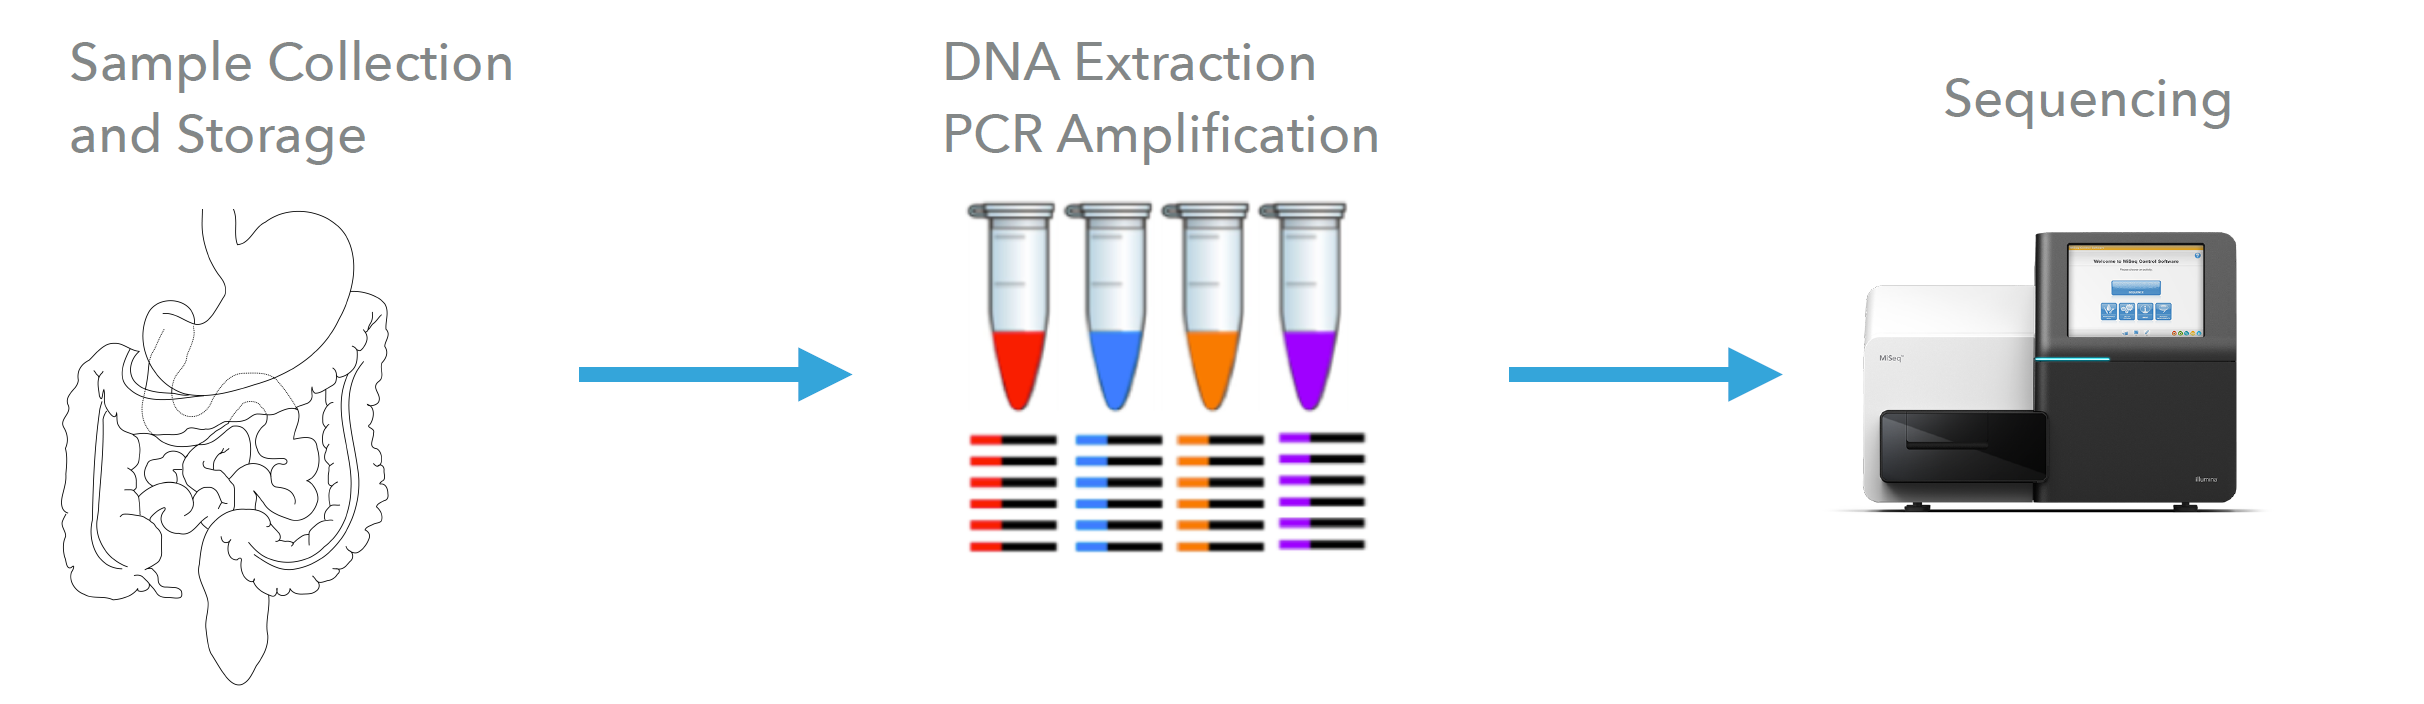 Sample Collection
and Storage
DNA Extraction
PCR Amplification
Sequencing
Welcome to MiSeq Control Software
MiSeq
illumina